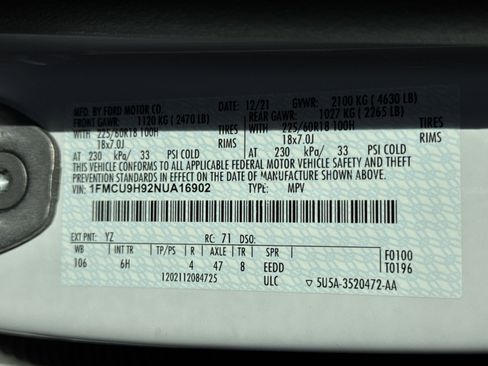 MFD. BY FORD MOTOR CO. 12/21 GVWR: 2100 KG ( 4630 LB)
FRONT GAWR: 1120 KG ( 2470 LB) REAR GAWR: 1027 KG ( 2265 LB)
WITH 225/60R18 100H TIRES WITH 225/60R18 100H TIRES
18x7.0J RIMS 18x7.0J RIMS
AT 230 kPa/ 33 PSI COLD AT 230 kPa/ 33 PSI COLD
THIS VEHICLE CONFORMS TO ALL APPLICABLE FEDERAL MOTOR VEHICLE SAFETY AND THEFT
PREVENTION STANDARDS IN EFFECT ON THE DATE OF MANUFACTURE SHOWN ABOVE.
VIN: 1FMCU9H92NUA16902 TYPE: MPV
EXT PNT: YZ RC: 71 DSO:
WB INT TR TP/PS R AXLE TR
106 6H 4 47 8 EEDD
1202112084725 ULC
F0100
T0196
5U5A-3520472-AA